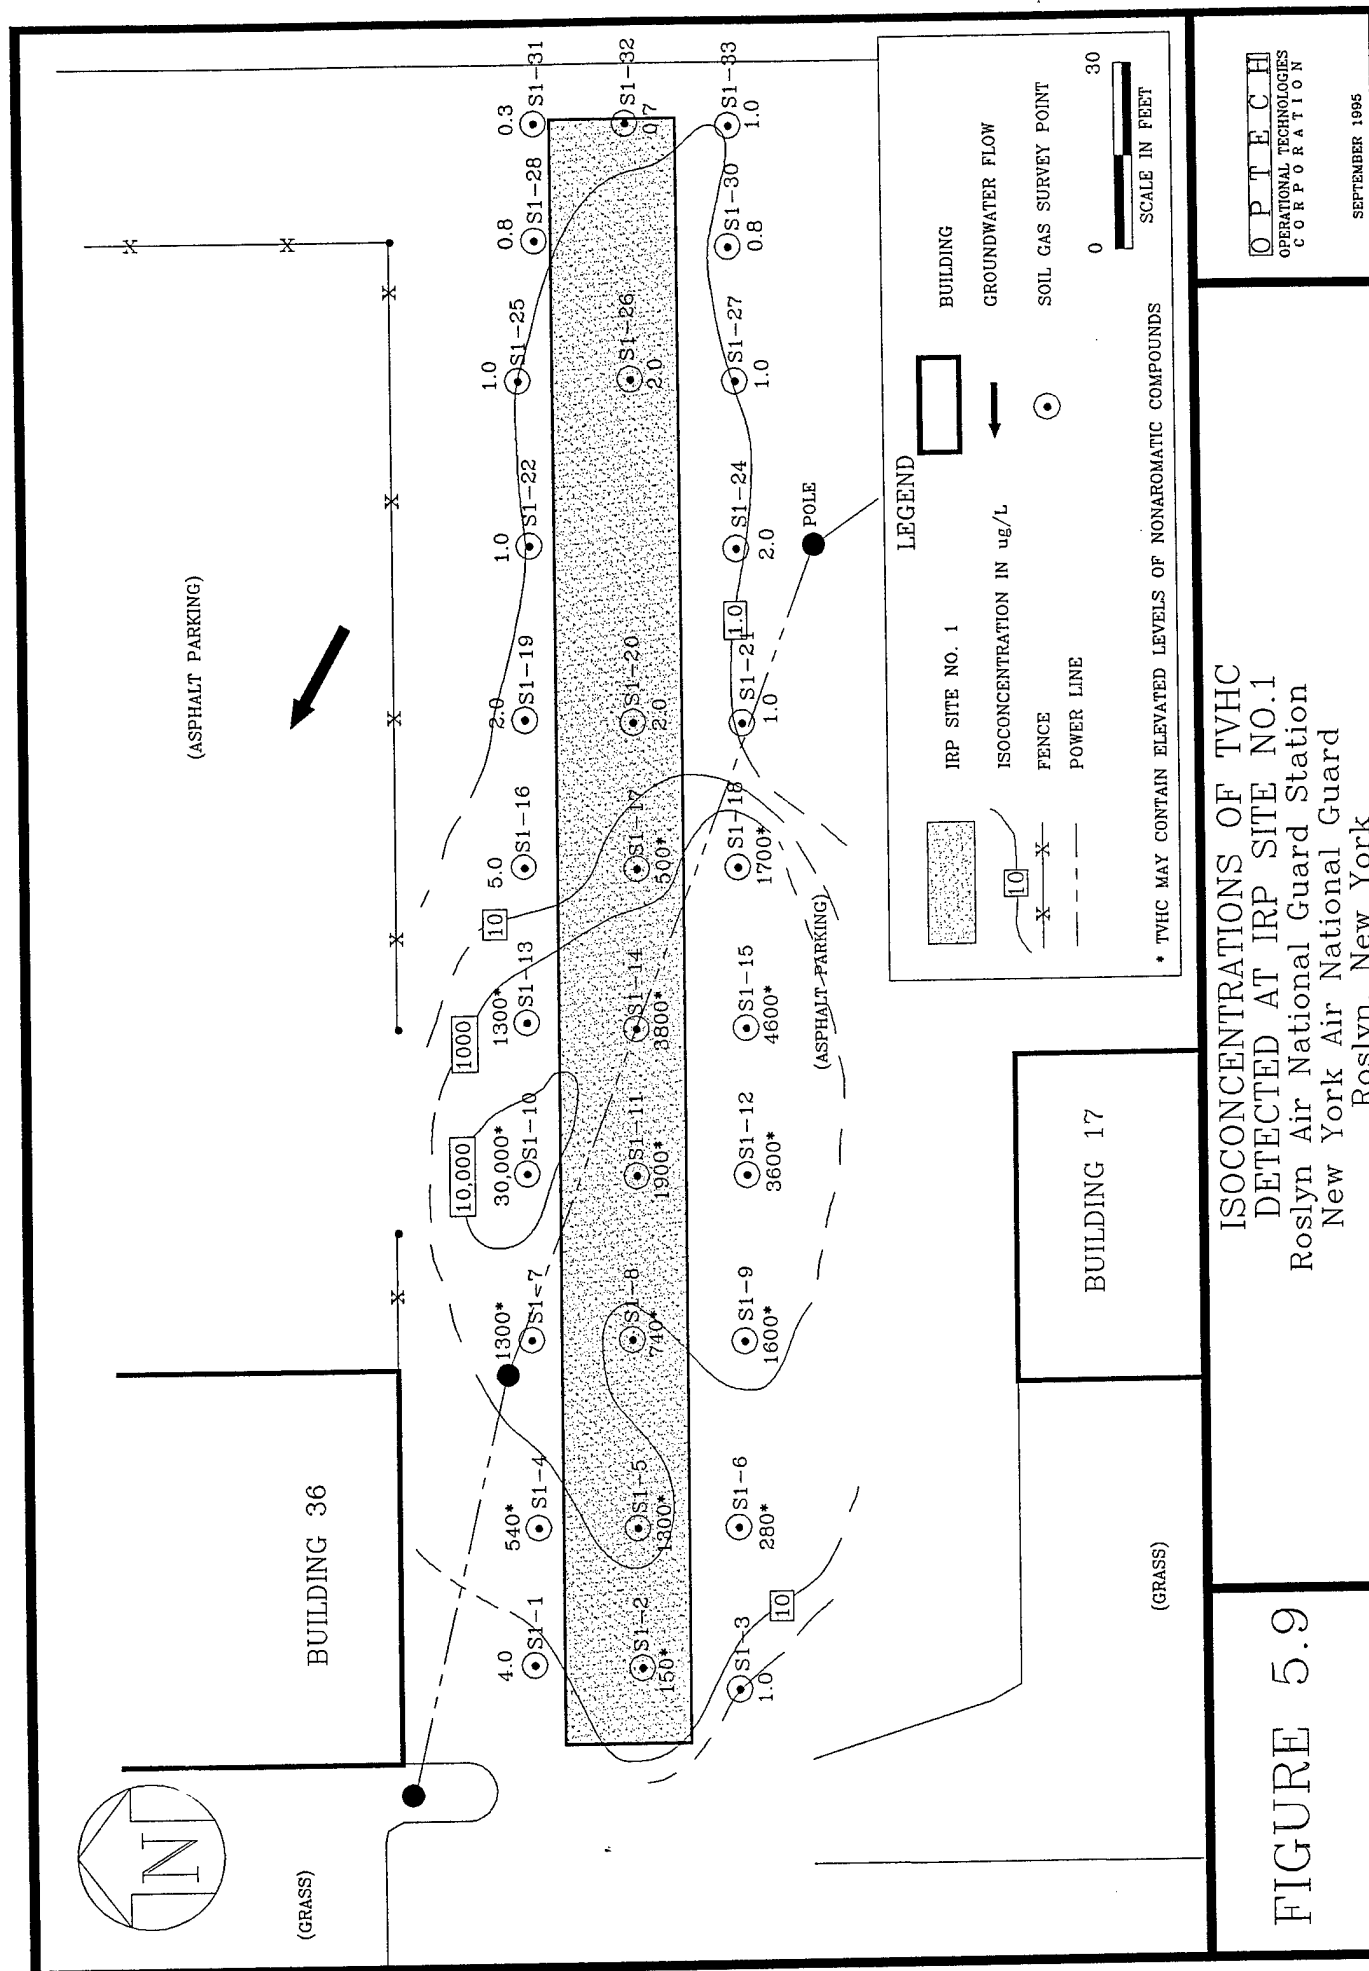 N
(GRASS)
BUILDING 36
(ASPHALT PARKING)
X X X X X X X X
4.0
S1-1
540*
S1-4
1300*
S1-7
10,000
30,000*
S1-10
1000
1300*
S1-13
10
5.0
S1-16
2.0
S1-19
1.0
S1-22
1.0
S1-25
0.8
S1-28
0.3
S1-31
S1-2
150*
S1-5
1300*
S1-8
740*
S1-11
1900*
S1-14
3800*
S1-17
500*
S1-20
2.0
S1-26
2.0
S1-32
0.7
S1-3
1.0
10
S1-6
280*
S1-9
1600*
S1-12
3600*
S1-15
4600*
S1-18
1700*
S1-21
1.0
1.0
S1-24
2.0
S1-27
1.0
S1-30
0.8
S1-33
1.0
POLE
(ASPHALT PARKING)
BUILDING 17
(GRASS)
LEGEND
IRP SITE NO. 1
BUILDING
10
ISOCONCENTRATION IN ug/L
GROUNDWATER FLOW
X X
FENCE
SOIL GAS SURVEY POINT
POWER LINE
0 30
SCALE IN FEET
* TVHC MAY CONTAIN ELEVATED LEVELS OF NONAROMATIC COMPOUNDS
FIGURE 5.9
ISOCONCENTRATIONS OF TVHC
DETECTED AT IRP SITE NO.1
Roslyn Air National Guard Station
New York Air National Guard
Roslyn, New York
OPTECH
OPERATIONAL TECHNOLOGIES
CORPORATION
SEPTEMBER 1995